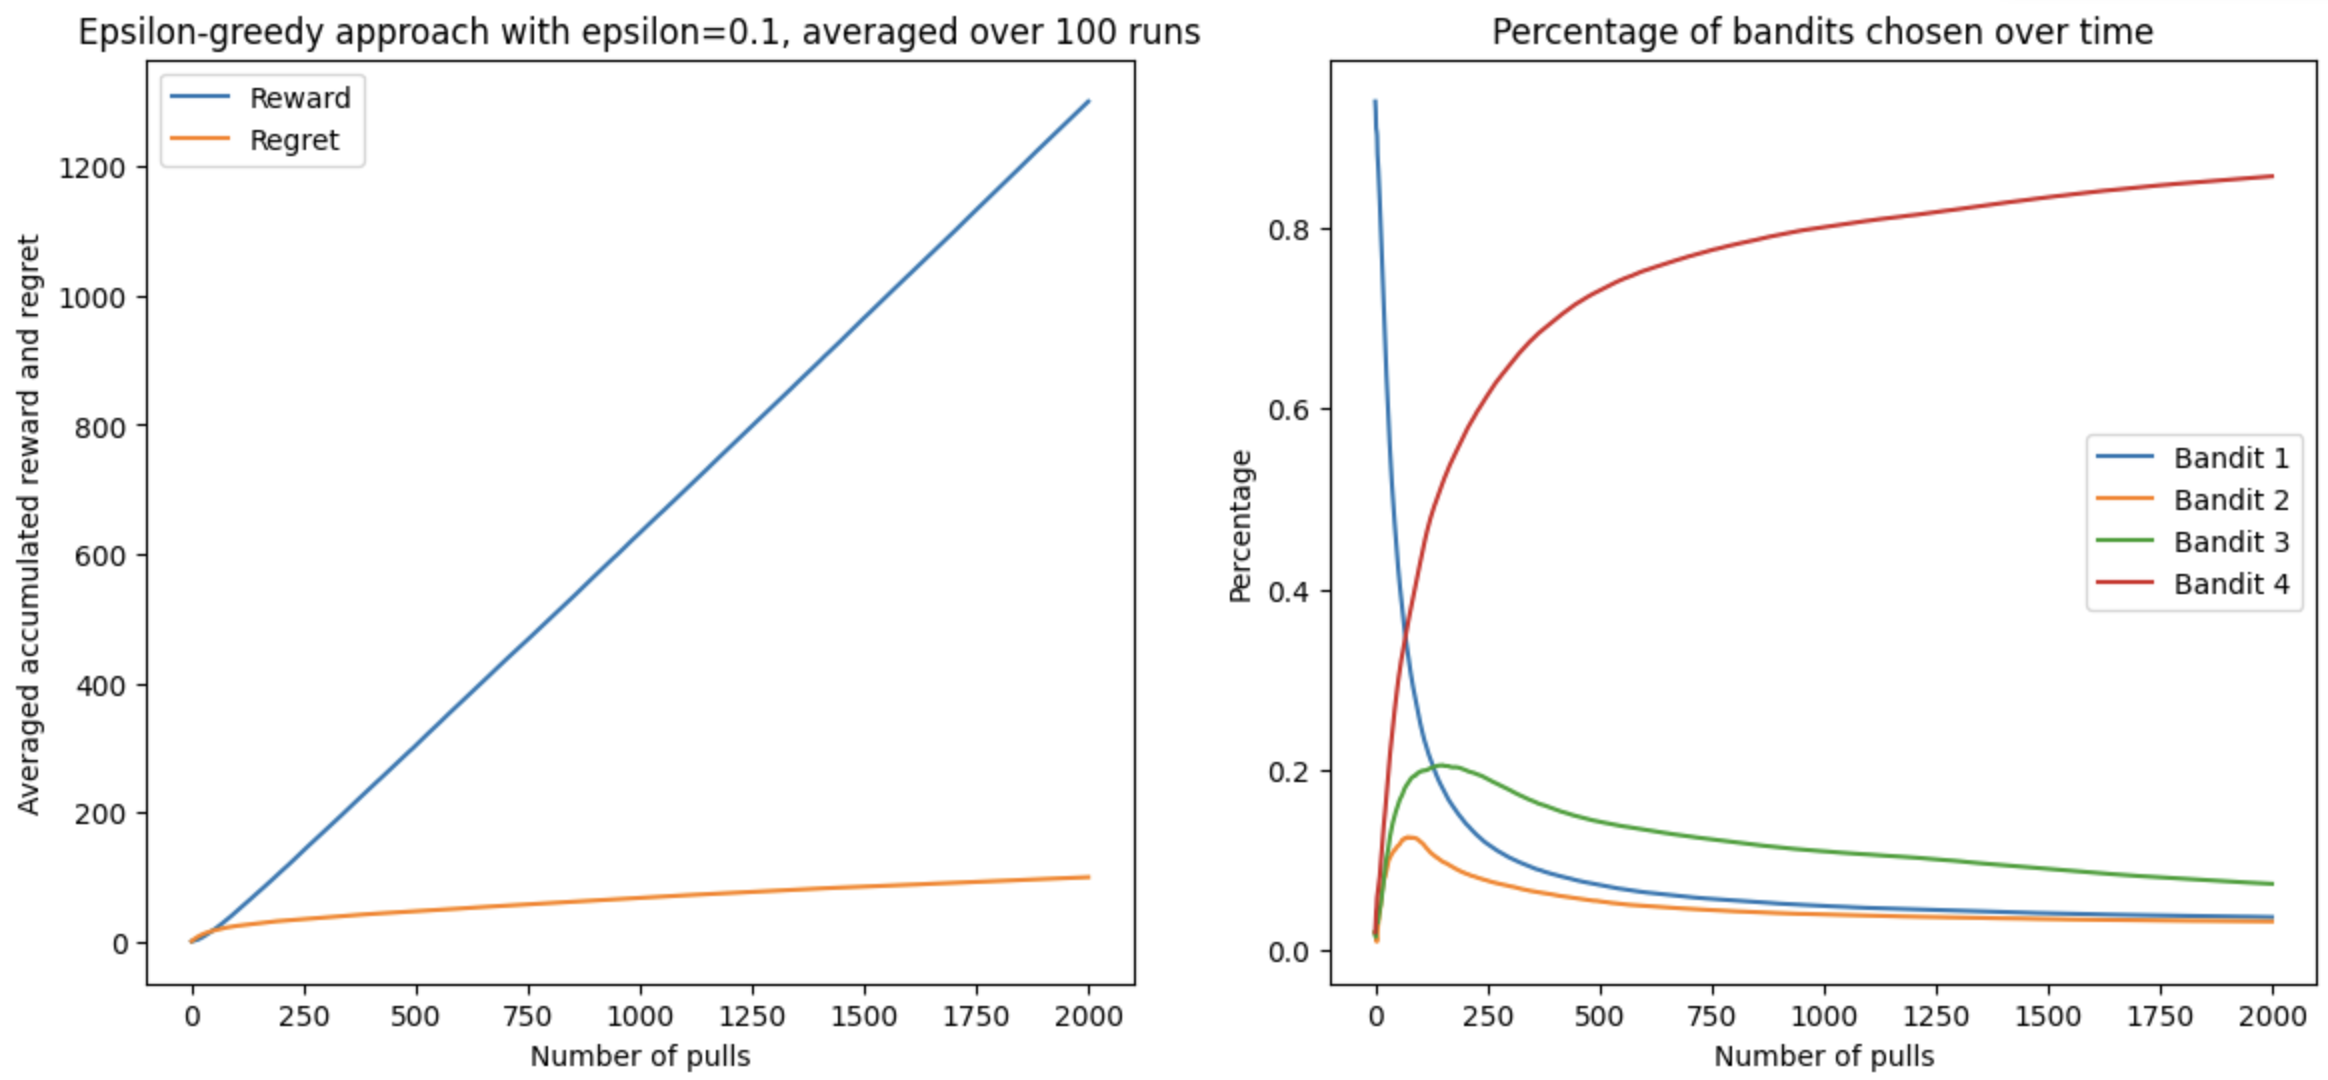 Epsilon-greedy approach with epsilon=0.1, averaged over 100 runs
Reward
Regret
Averaged accumulated reward and regret
1200
1000
800
600
400
200
0
0 250 500 750 1000 1250 1500 1750 2000
Number of pulls
Percentage of bandits chosen over time
Percentage
0.8
0.6
0.4
0.2
0.0
Bandit 1
Bandit 2
Bandit 3
Bandit 4
0 250 500 750 1000 1250 1500 1750 2000
Number of pulls